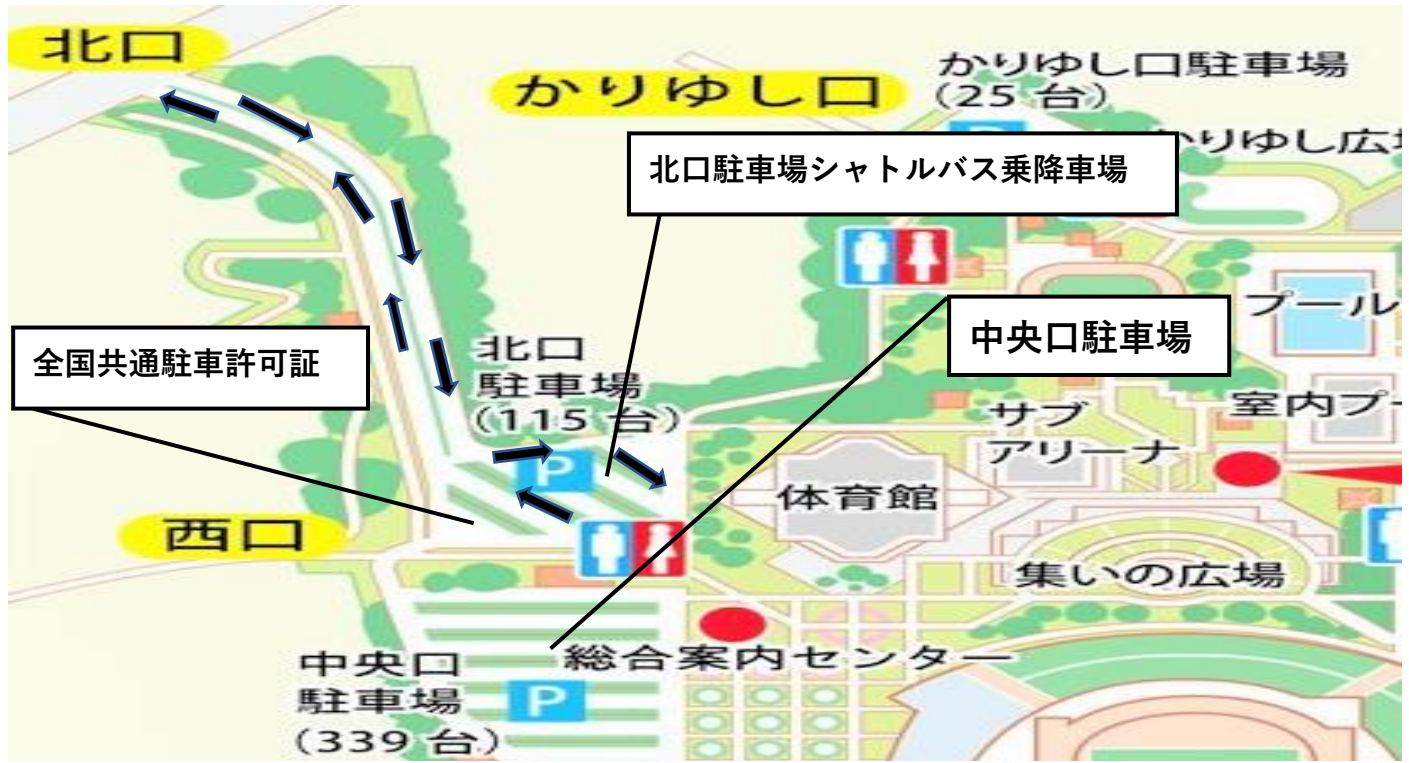 北口
かりゆし口
かりゆし口駐車場
(25 台)
かりゆし広
北口駐車場シャトルバス乗降車場
プール
中央口駐車場
全国共通駐車許可証
北口
駐車場
(115 台)
P
サブ
アリーナ
室内プー
体育館
西口
集いの広場
総合案内センター
中央口
駐車場
(339 台)
P